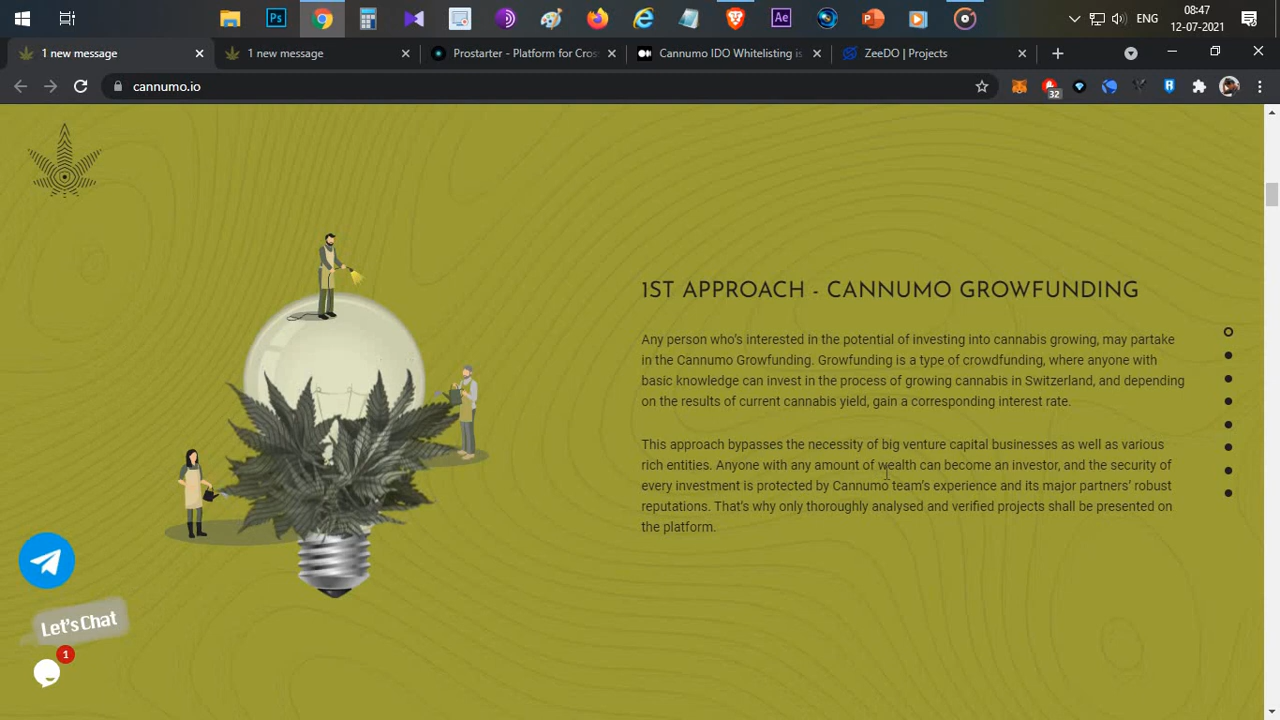 Ps
Ae
ENG
08:47
12-07-2021
1 new message
1 new message
Prostarter - Platform for Cros
Cannumo IDO Whitelisting is
ZeeDO | Projects
cannumo.io
32
1ST APPROACH - CANNUMO GROWFUNDING
Any person who's interested in the potential of investing into cannabis growing, may partake
in the Cannumo Growfunding. Growfunding is a type of crowdfunding, where anyone with
basic knowledge can invest in the process of growing cannabis in Switzerland, and depending
on the results of current cannabis yield, gain a corresponding interest rate.
This approach bypasses the necessity of big venture capital businesses as well as various
rich entities. Anyone with any amount of wealth can become an investor, and the security of
every investment is protected by Cannumo team's experience and its major partners' robust
reputations. That's why only thoroughly analysed and verified projects shall be presented on
the platform.
Let's Chat
1